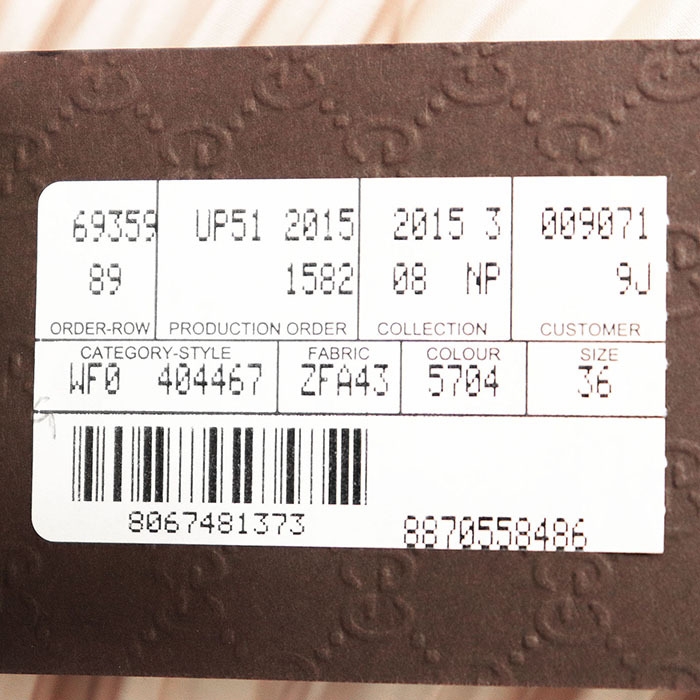 69359 UP51 2015 2015 3 009071
89 1582 08 NP 9J
ORDER-ROW PRODUCTION ORDER COLLECTION CUSTOMER
CATEGORY-STYLE FABRIC COLOUR SIZE
WF0 404467 ZFA43 5704 36
8067481373
8870558486